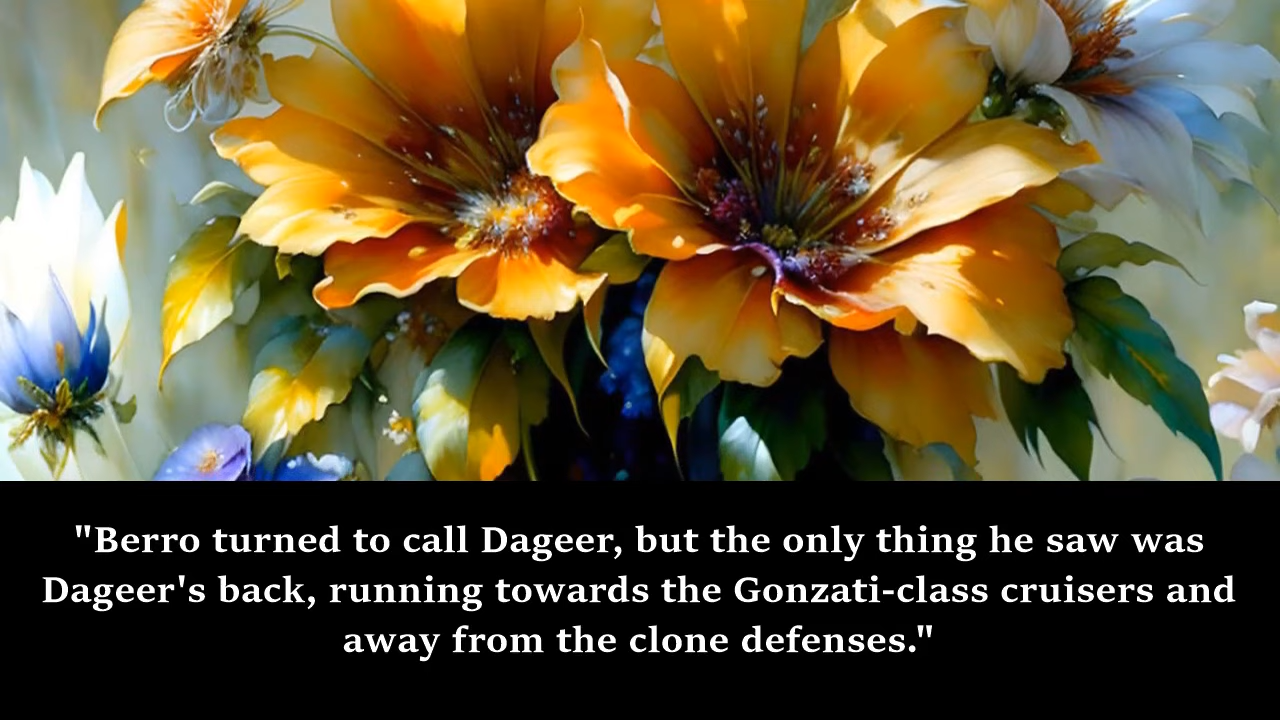 "Berro turned to call Dageer, but the only thing he saw was
Dageer's back, running towards the Gonzati-class cruisers and
away from the clone defenses."